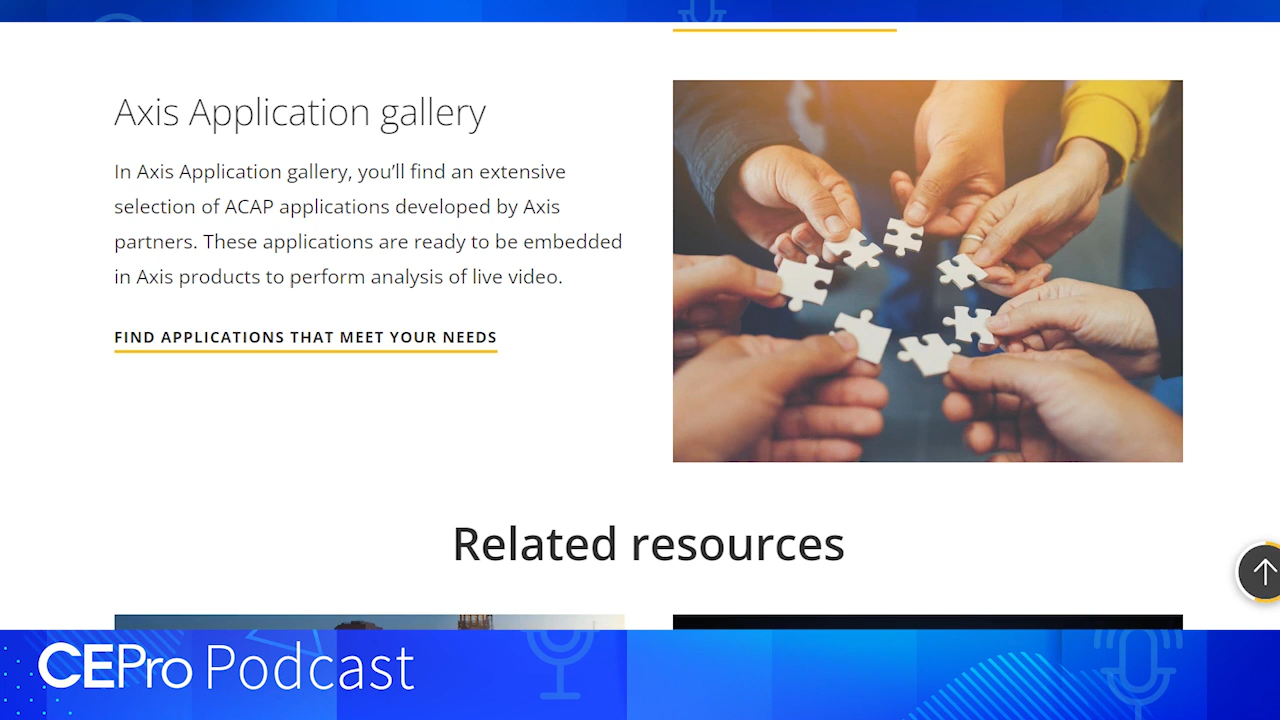 Axis Application gallery
In Axis Application gallery, you’ll find an extensive
selection of ACAP applications developed by Axis
partners. These applications are ready to be embedded
in Axis products to perform analysis of live video.
FIND APPLICATIONS THAT MEET YOUR NEEDS
Related resources
CEPro Podcast